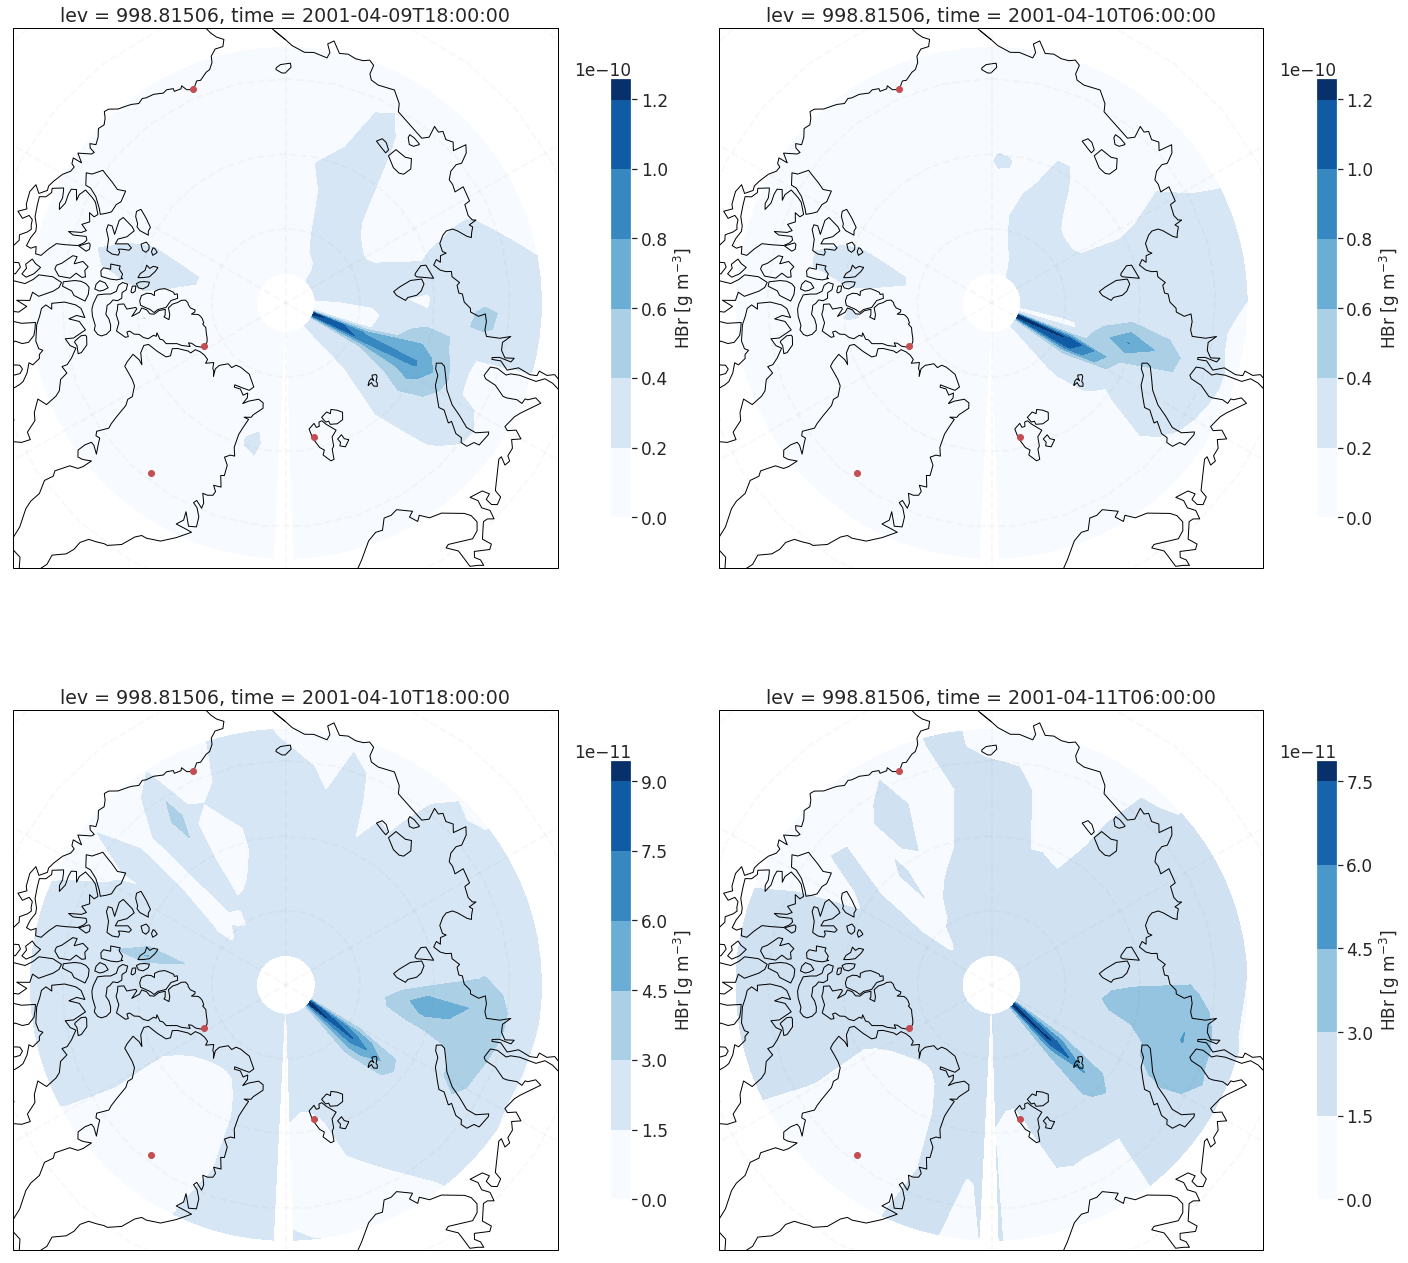 lev = 998.81506, time = 2001-04-09T18:00:00
1e−10
1.2
1.0
0.8
0.6
0.4
0.2
0.0
HBr [g m⁻³]
lev = 998.81506, time = 2001-04-10T06:00:00
1e−10
1.2
1.0
0.8
0.6
0.4
0.2
0.0
HBr [g m⁻³]
lev = 998.81506, time = 2001-04-10T18:00:00
1e−11
9.0
7.5
6.0
4.5
3.0
1.5
0.0
HBr [g m⁻³]
lev = 998.81506, time = 2001-04-11T06:00:00
1e−11
7.5
6.0
4.5
3.0
1.5
0.0
HBr [g m⁻³]